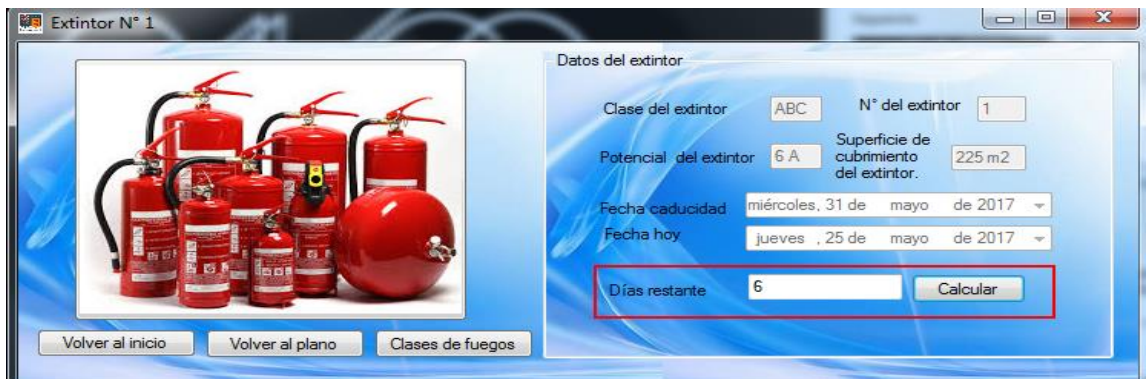 Extintor N° 1
Datos del extintor
Clase del extintor ABC N° del extintor 1
Potencial del extintor 6 A Superficie de cubrimiento del extintor. 225 m2
Fecha caducidad miércoles, 31 de mayo de 2017
Fecha hoy jueves , 25 de mayo de 2017
Días restante 6 Calcular
Volver al inicio Volver al plano Clases de fuegos